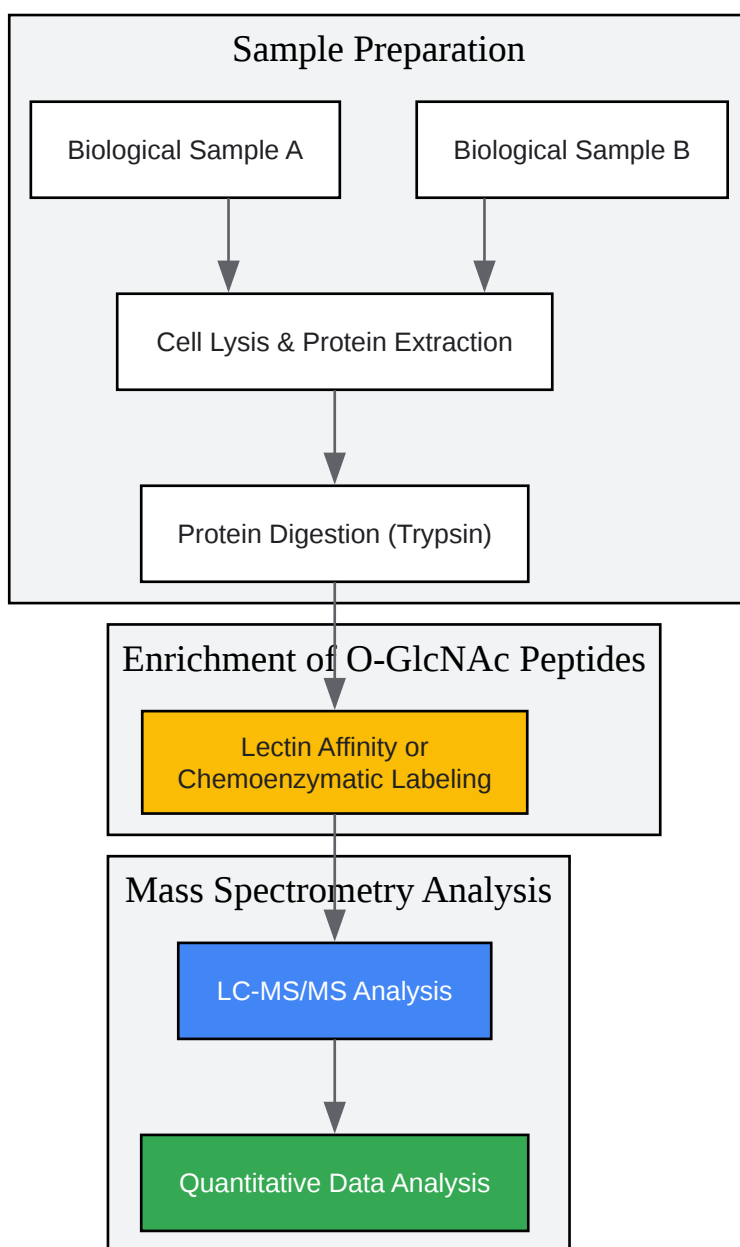 Sample Preparation
Biological Sample A
Biological Sample B
Cell Lysis & Protein Extraction
Protein Digestion (Trypsin)
Enrichment of O-GlcNAc Peptides
Lectin Affinity or
Chemoenzymatic Labeling
Mass Spectrometry Analysis
LC-MS/MS Analysis
Quantitative Data Analysis